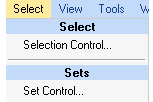 Select View Tools W
Select
Selection Control...
Sets
Set Control...